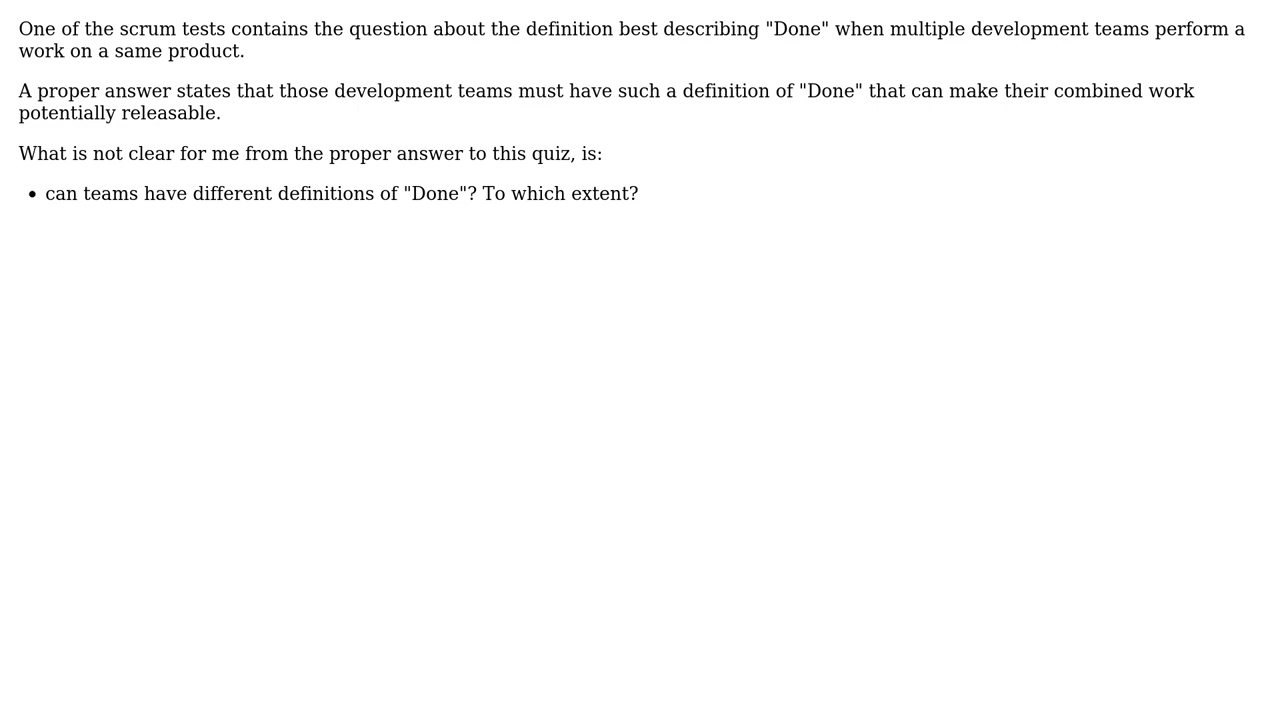 One of the scrum tests contains the question about the definition best describing "Done" when multiple development teams perform a
work on a same product.
A proper answer states that those development teams must have such a definition of "Done" that can make their combined work
potentially releasable.
What is not clear for me from the proper answer to this quiz, is:
• can teams have different definitions of "Done"? To which extent?